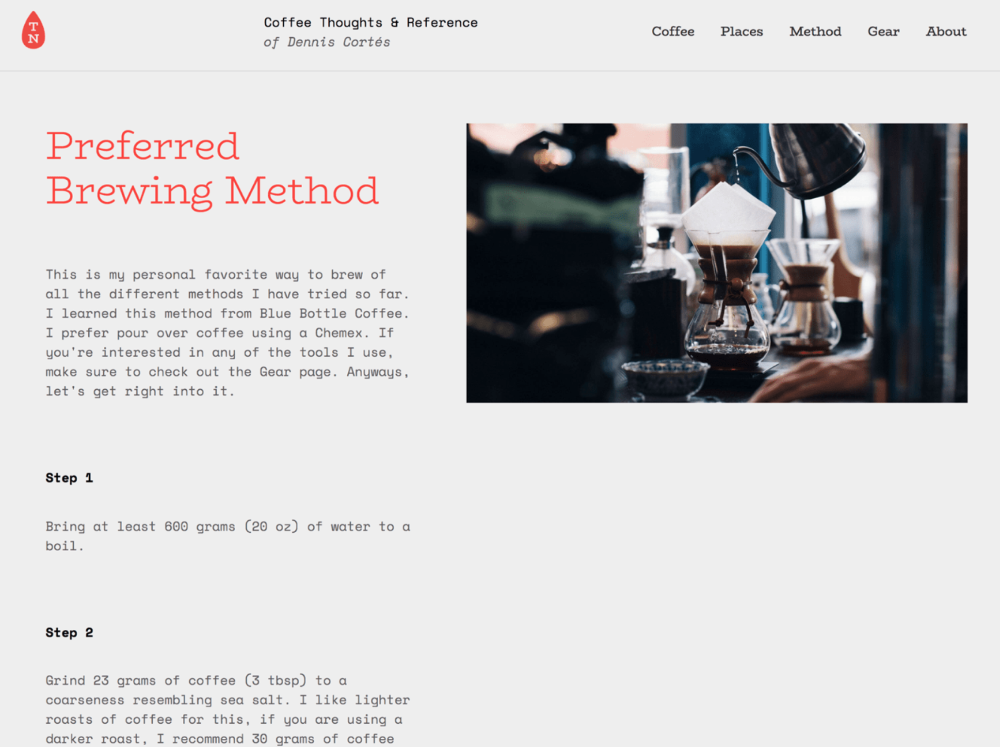 T
N
Coffee Thoughts & Reference
of Dennis Cortés
Coffee Places Method Gear About
Preferred
Brewing Method
This is my personal favorite way to brew of
all the different methods I have tried so far.
I learned this method from Blue Bottle Coffee.
I prefer pour over coffee using a Chemex. If
you're interested in any of the tools I use,
make sure to check out the Gear page. Anyways,
let's get right into it.
Step 1
Bring at least 600 grams (20 oz) of water to a
boil.
Step 2
Grind 23 grams of coffee (3 tbsp) to a
coarseness resembling sea salt. I like lighter
roasts of coffee for this, if you are using a
darker roast, I recommend 30 grams of coffee